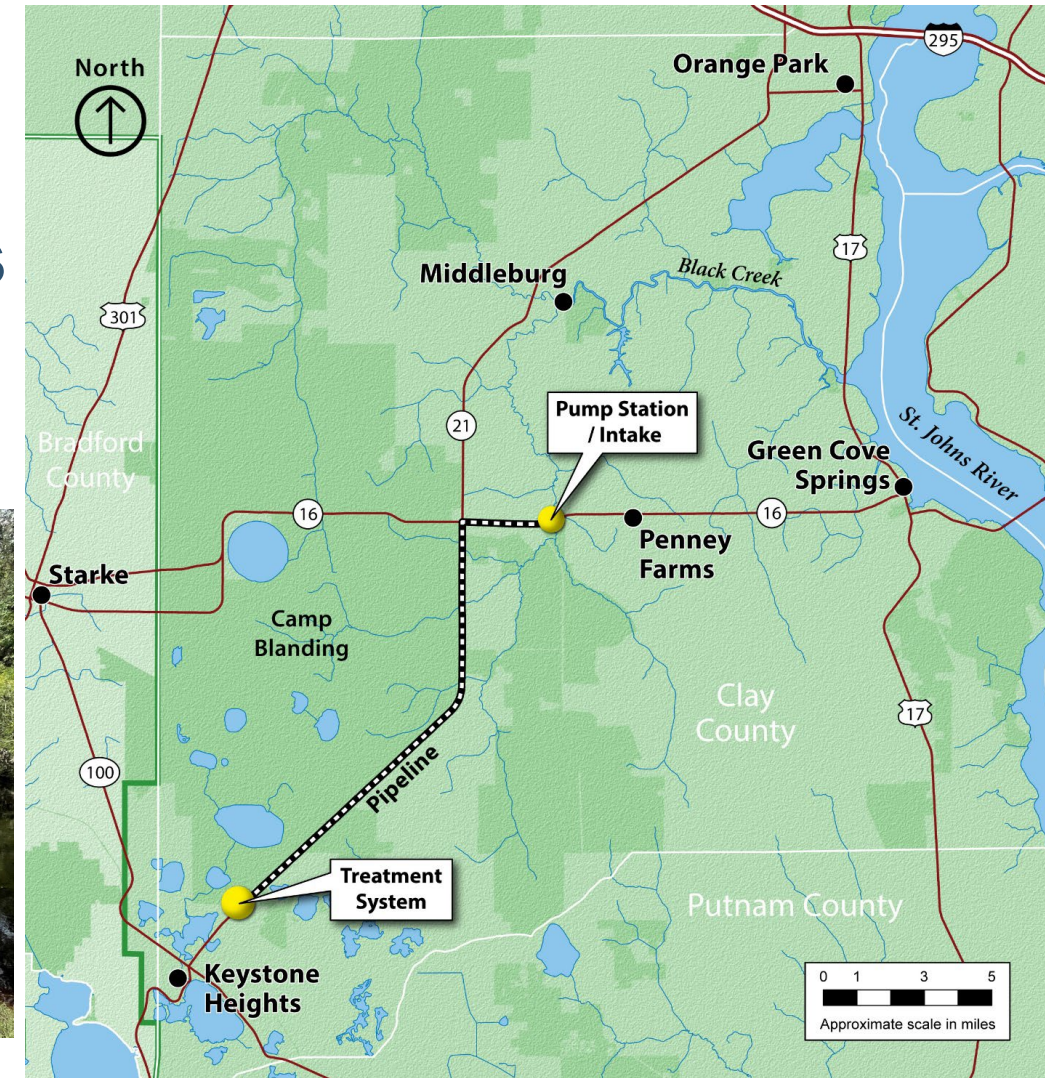 North
295
Orange Park
17
Middleburg
Black Creek
301
S
21
Pump Station
/ Intake
Bradford
County
Green Cove
Springs
St. Johns River
16
16
Penney
Farms
Starke
Camp
Blanding
Clay
County
17
100
Pipeline
Treatment
System
Putnam County
Keystone
Heights
0 1 3 5
Approximate scale in miles